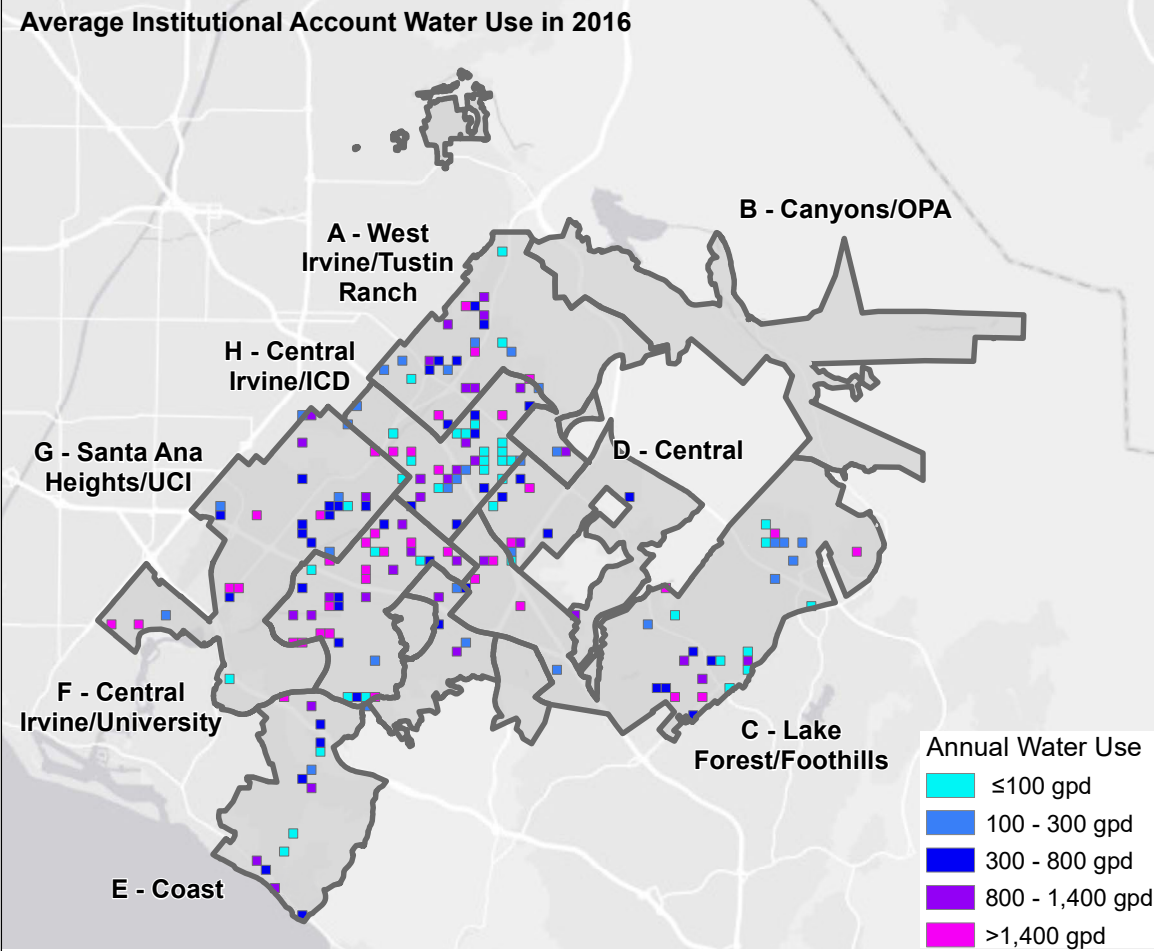 Average Institutional Account Water Use in 2016
B - Canyons/OPA
A - West
Irvine/Tustin
Ranch
H - Central
Irvine/ICD
G - Santa Ana
Heights/UCI
D - Central
F - Central
Irvine/University
C - Lake
Forest/Foothills
E - Coast
Annual Water Use
≤100 gpd
100 - 300 gpd
300 - 800 gpd
800 - 1,400 gpd
>1,400 gpd